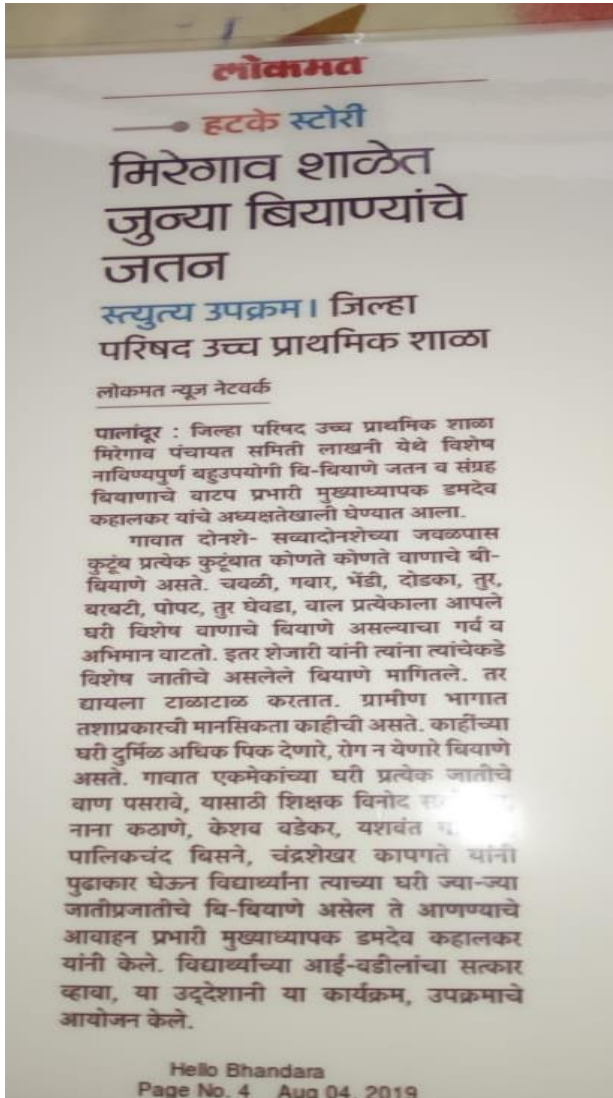 लोकमत
हटके स्टोरी
मिरेगाव शाळेत
जुन्या बियाण्यांचे
जतन
स्त्युत्य उपक्रम। जिल्हा
परिषद उच्च प्राथमिक शाळा
लोकमत न्यूज नेटवर्क
पालांदूर : जिल्हा परिषद उच्च प्राथमिक शाळा
मिरेगाव पंचायत समिती लाखनी येथे विशेष
नाविण्यपुर्ण बहुउपयोगी बि-बियाणे जतन व संग्रह
बियाणाचे वाटप प्रभारी मुख्याध्यापक डमदेव
कहालकर यांचे अध्यक्षतेखाली घेण्यात आला.
गावात दोनशे- सव्वादोनशेच्या जवळपास
कुटूंब प्रत्येक कुटूंबात कोणते कोणते वाणाचे बी-
बियाणे असते. चवळी, गवार, भेंडी, दोडका, तुर,
बरबटी, पोपट, तुर घेवडा, वाल प्रत्येकाला आपले
घरी विशेष वाणाचे बियाणे असल्याचा गर्व व
अभिमान वाटतो. इतर शेजारी यांनी त्यांना त्यांचेकडे
विशेष जातीचे असलेले बियाणे मागितले. तर
द्यायला टाळाटाळ करतात. ग्रामीण भागात
तशाप्रकारची मानसिकता काहीची असते. काहींच्या
घरी दुर्मिळ अधिक पिक देणारे, रोग न येणारे बियाणे
असते. गावात एकमेकांच्या घरी प्रत्येक जातीचे
वाण पसरावे, यासाठी शिक्षक विनोद
नाना कठाणे, केशव वडेकर, यशवंत
पालिकचंद बिसने, चंद्रशेखर कापगते यांनी
पुढाकार घेऊन विद्यार्थ्यांना त्याच्या घरी ज्या-ज्या
जातीप्रजातीचे बि-बियाणे असेल ते आणण्याचे
आवाहन प्रभारी मुख्याध्यापक डमदेव कहालकर
यांनी केले. विद्यार्थ्यांच्या आई-वडीलांचा सत्कार
व्हावा, या उद्देशानी या कार्यक्रम, उपक्रमाचे
आयोजन केले.
Hello Bhandara
Page No. 4 Aug 04, 2019